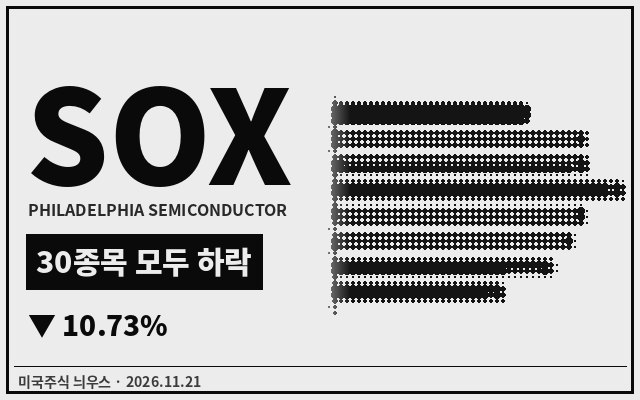 SOX
PHILADELPHIA SEMICONDUCTOR
30종목 모두 하락
▼ 10.73%
미국주식 늬우스 · 2026.11.21